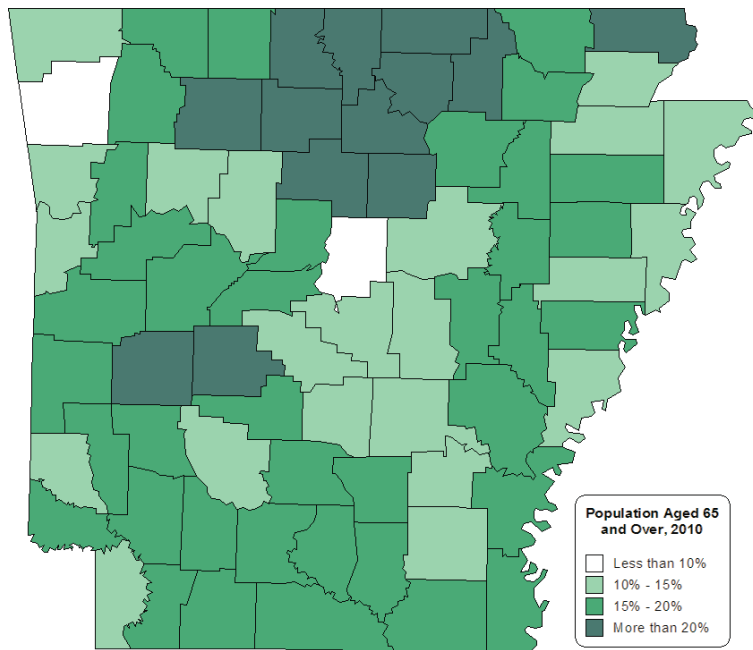 Population Aged 65
and Over, 2010
Less than 10%
10% - 15%
15% - 20%
More than 20%